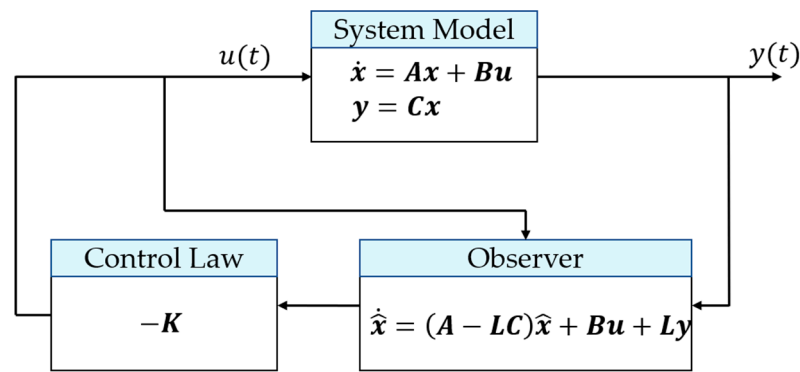 System Model
u(t)
y(t)
ẋ = Ax + Bu
y = Cx
Control Law
Observer
−K
x̂̇ = (A − LC)x̂ + Bu + Ly